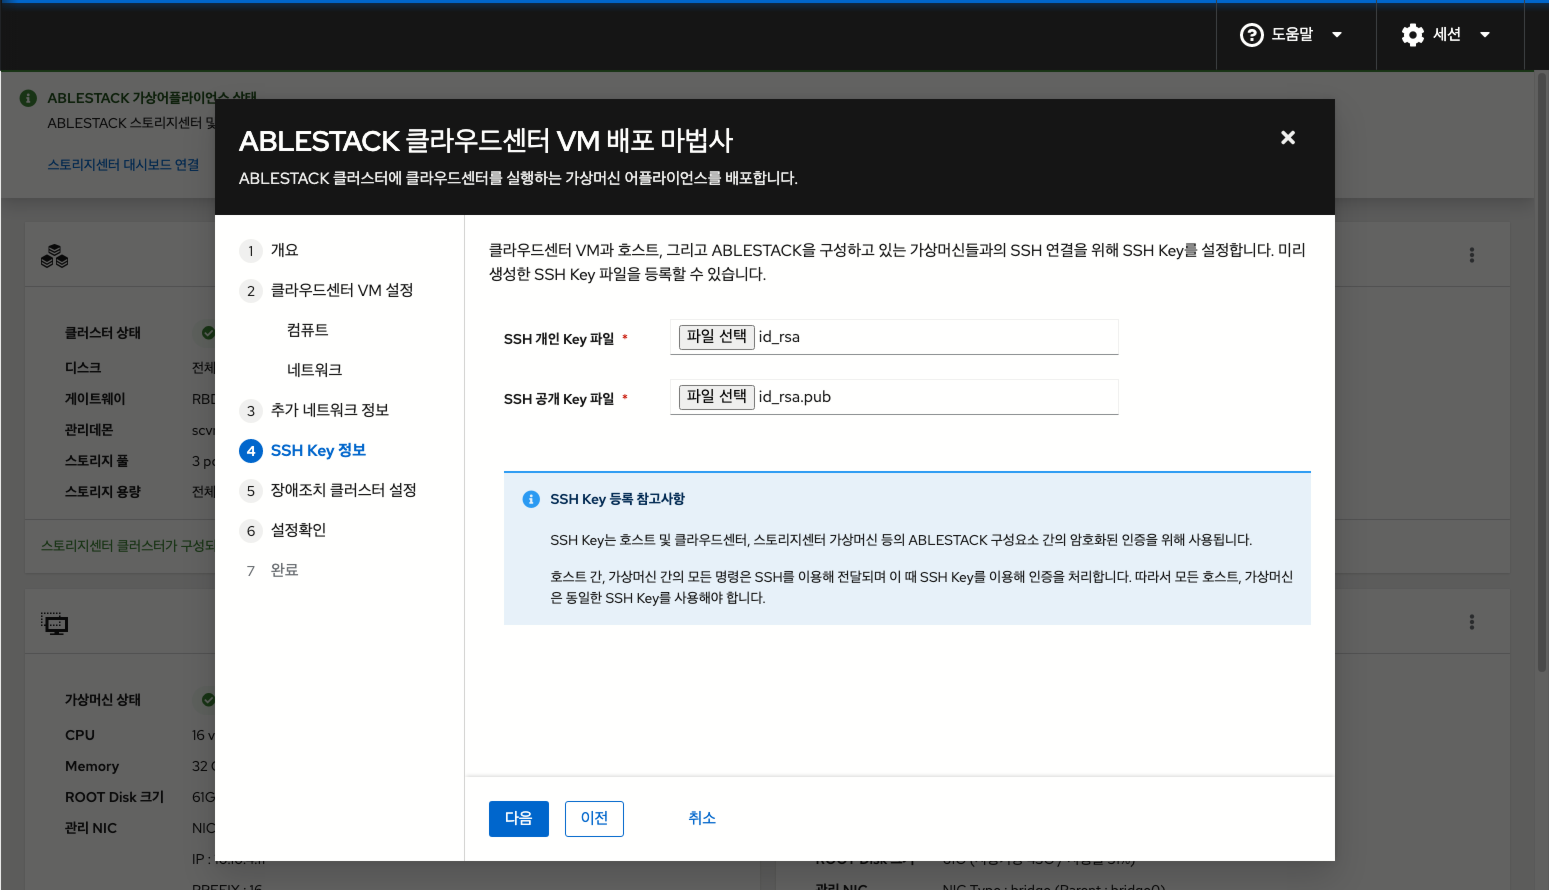 도움말
세션
ABLESTACK 가상어플라이언스 상태
ABLESTACK 스토리지센터 및
스토리지센터 대시보드 연결
ABLESTACK 클라우드센터 VM 배포 마법사
ABLESTACK 클러스터에 클라우드센터를 실행하는 가상머신 어플라이언스를 배포합니다.
1 개요
2 클라우드센터 VM 설정
컴퓨트
네트워크
3 추가 네트워크 정보
4 SSH Key 정보
5 장애조치 클러스터 설정
6 설정확인
7 완료
클라우드센터 VM과 호스트, 그리고 ABLESTACK을 구성하고 있는 가상머신들과의 SSH 연결을 위해 SSH Key를 설정합니다. 미리
생성한 SSH Key 파일을 등록할 수 있습니다.
SSH 개인 Key 파일 * 파일 선택 id_rsa
SSH 공개 Key 파일 * 파일 선택 id_rsa.pub
SSH Key 등록 참고사항
SSH Key는 호스트 및 클라우드센터, 스토리지센터 가상머신 등의 ABLESTACK 구성요소 간의 암호화된 인증을 위해 사용됩니다.
호스트 간, 가상머신 간의 모든 명령은 SSH를 이용해 전달되며 이 때 SSH Key를 이용해 인증을 처리합니다. 따라서 모든 호스트, 가상머신
은 동일한 SSH Key를 사용해야 합니다.
다음 이전 취소
클러스터 상태
디스크 전체
게이트웨이 RBD
관리데몬 scvm
스토리지 풀 3 po
스토리지 용량 전체
스토리지센터 클러스터가 구성되
가상머신 상태
CPU 16 v
Memory 32 G
ROOT Disk 크기 61G
관리 NIC NIC
IP :
PREFIX : 16
ROOT Disk 크기
관리 NIC NIC Type : bridge (Parent : bridge0)